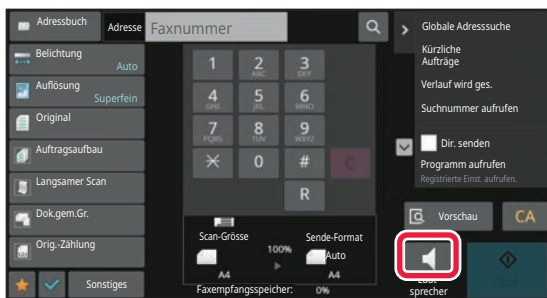 Adressbuch
Adresse
Faxnummer
Belichtung
Auto
Auflösung
Superfein
Original
Auftragsaufbau
Langsamer Scan
Dok.gem.Gr.
Orig.-Zählung
Sonstiges
1
2 ABC
3 DEF
4 GHI
5 JKL
6 MNO
7 PQRS
8 TUV
9 WXYZ
0
#
C
R
Scan-Grösse
100%
Sende-Format
Auto
A4
A4
Faxempfangsspeicher: 0%
Globale Adresssuche
Kürzliche
Aufträge
Verlauf wird ges.
Suchnummer aufrufen
Dir. senden
Programm aufrufen
Registrierte Einst. aufrufen.
Vorschau
CA
Laut
sprecher
Start